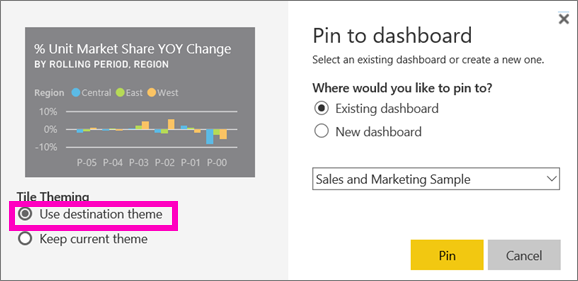 % Unit Market Share YOY Change
BY ROLLING PERIOD, REGION
Region Central East West
10%
0%
-10%
P-05 P-04 P-03 P-02 P-01 P-00
Tile Theming
Use destination theme
Keep current theme
Pin to dashboard
Select an existing dashboard or create a new one.
Where would you like to pin to?
Existing dashboard
New dashboard
Sales and Marketing Sample
Pin Cancel